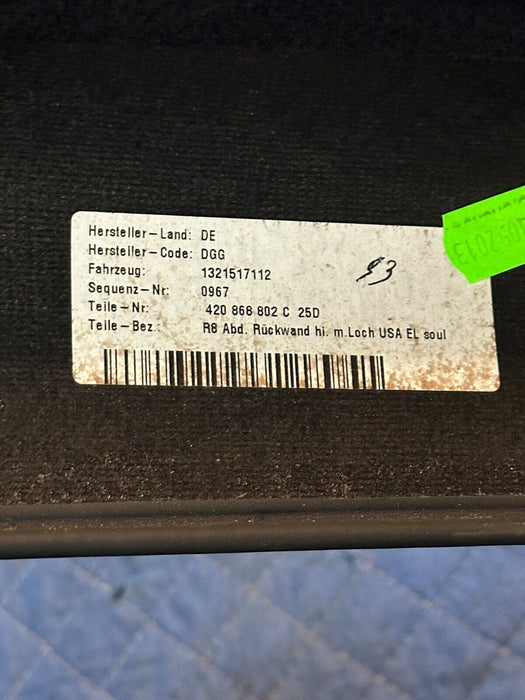 Hersteller-Land: DE
Hersteller-Code: DGG
Fahrzeug: 1321517112
Sequenz-Nr: 0967
Teile-Nr: 420 868 802 C 25D
Teile-Bez.: R8 Abd. Rückwand hi. m.Loch USA EL soul
93